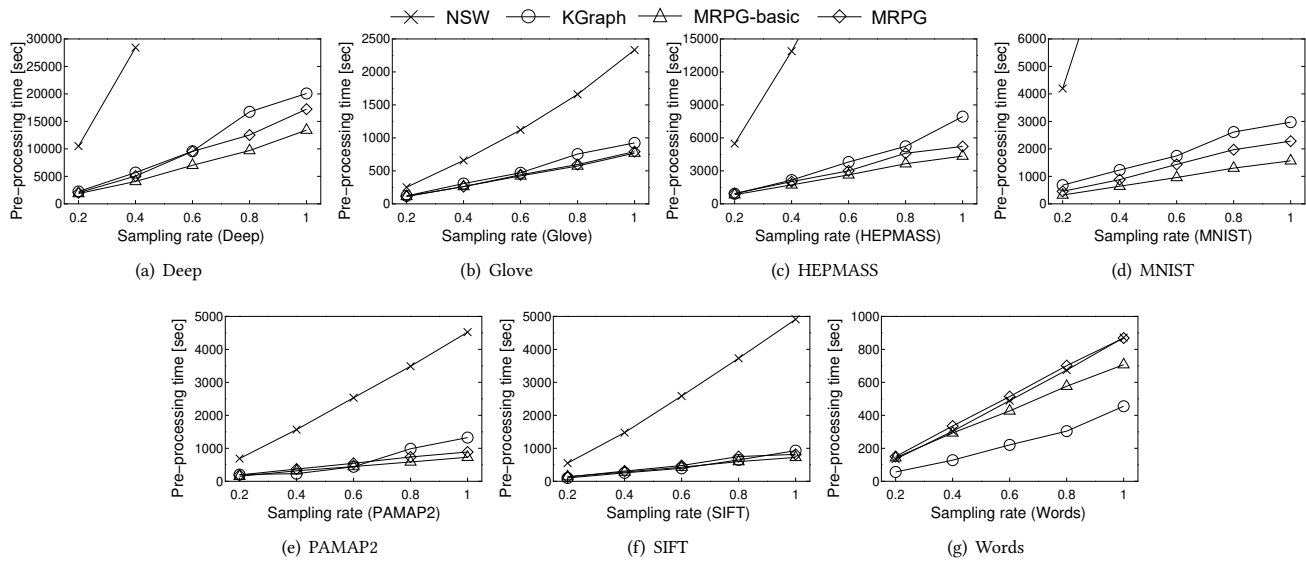 NSW KGraph MRPG-basic MRPG
Pre-processing time [sec]
30000
25000
20000
15000
10000
5000
0
0.2 0.4 0.6 0.8 1
Sampling rate (Deep)
(a) Deep
Pre-processing time [sec]
2500
2000
1500
1000
500
0
0.2 0.4 0.6 0.8 1
Sampling rate (Glove)
(b) Glove
Pre-processing time [sec]
15000
12000
9000
6000
3000
0
0.2 0.4 0.6 0.8 1
Sampling rate (HEPMASS)
(c) HEPMASS
Pre-processing time [sec]
6000
5000
4000
3000
2000
1000
0
0.2 0.4 0.6 0.8 1
Sampling rate (MNIST)
(d) MNIST
Pre-processing time [sec]
5000
4000
3000
2000
1000
0
0.2 0.4 0.6 0.8 1
Sampling rate (PAMAP2)
(e) PAMAP2
Pre-processing time [sec]
5000
4000
3000
2000
1000
0
0.2 0.4 0.6 0.8 1
Sampling rate (SIFT)
(f) SIFT
Pre-processing time [sec]
1000
800
600
400
200
0
0.2 0.4 0.6 0.8 1
Sampling rate (Words)
(g) Words